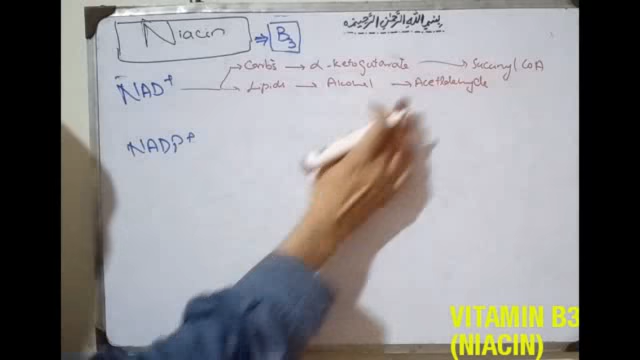 بسم الله الرحمن الرحيم
Niacin ⇒ B3
NAD+ → Carbs → α-ketoglutarate → Succinyl CoA
→ Lipids → Alcohol → Acetaldehyde
NADP+
VITAMIN B3
(NIACIN)